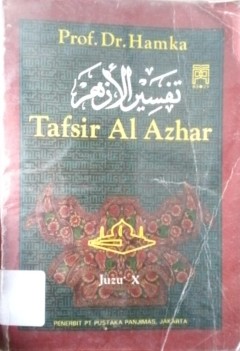 Prof. Dr. Hamka
تفسير الأزهر
Tafsir Al Azhar
Juzu' X
PENERBIT PT PUSTAKA PANJIMAS, JAKARTA